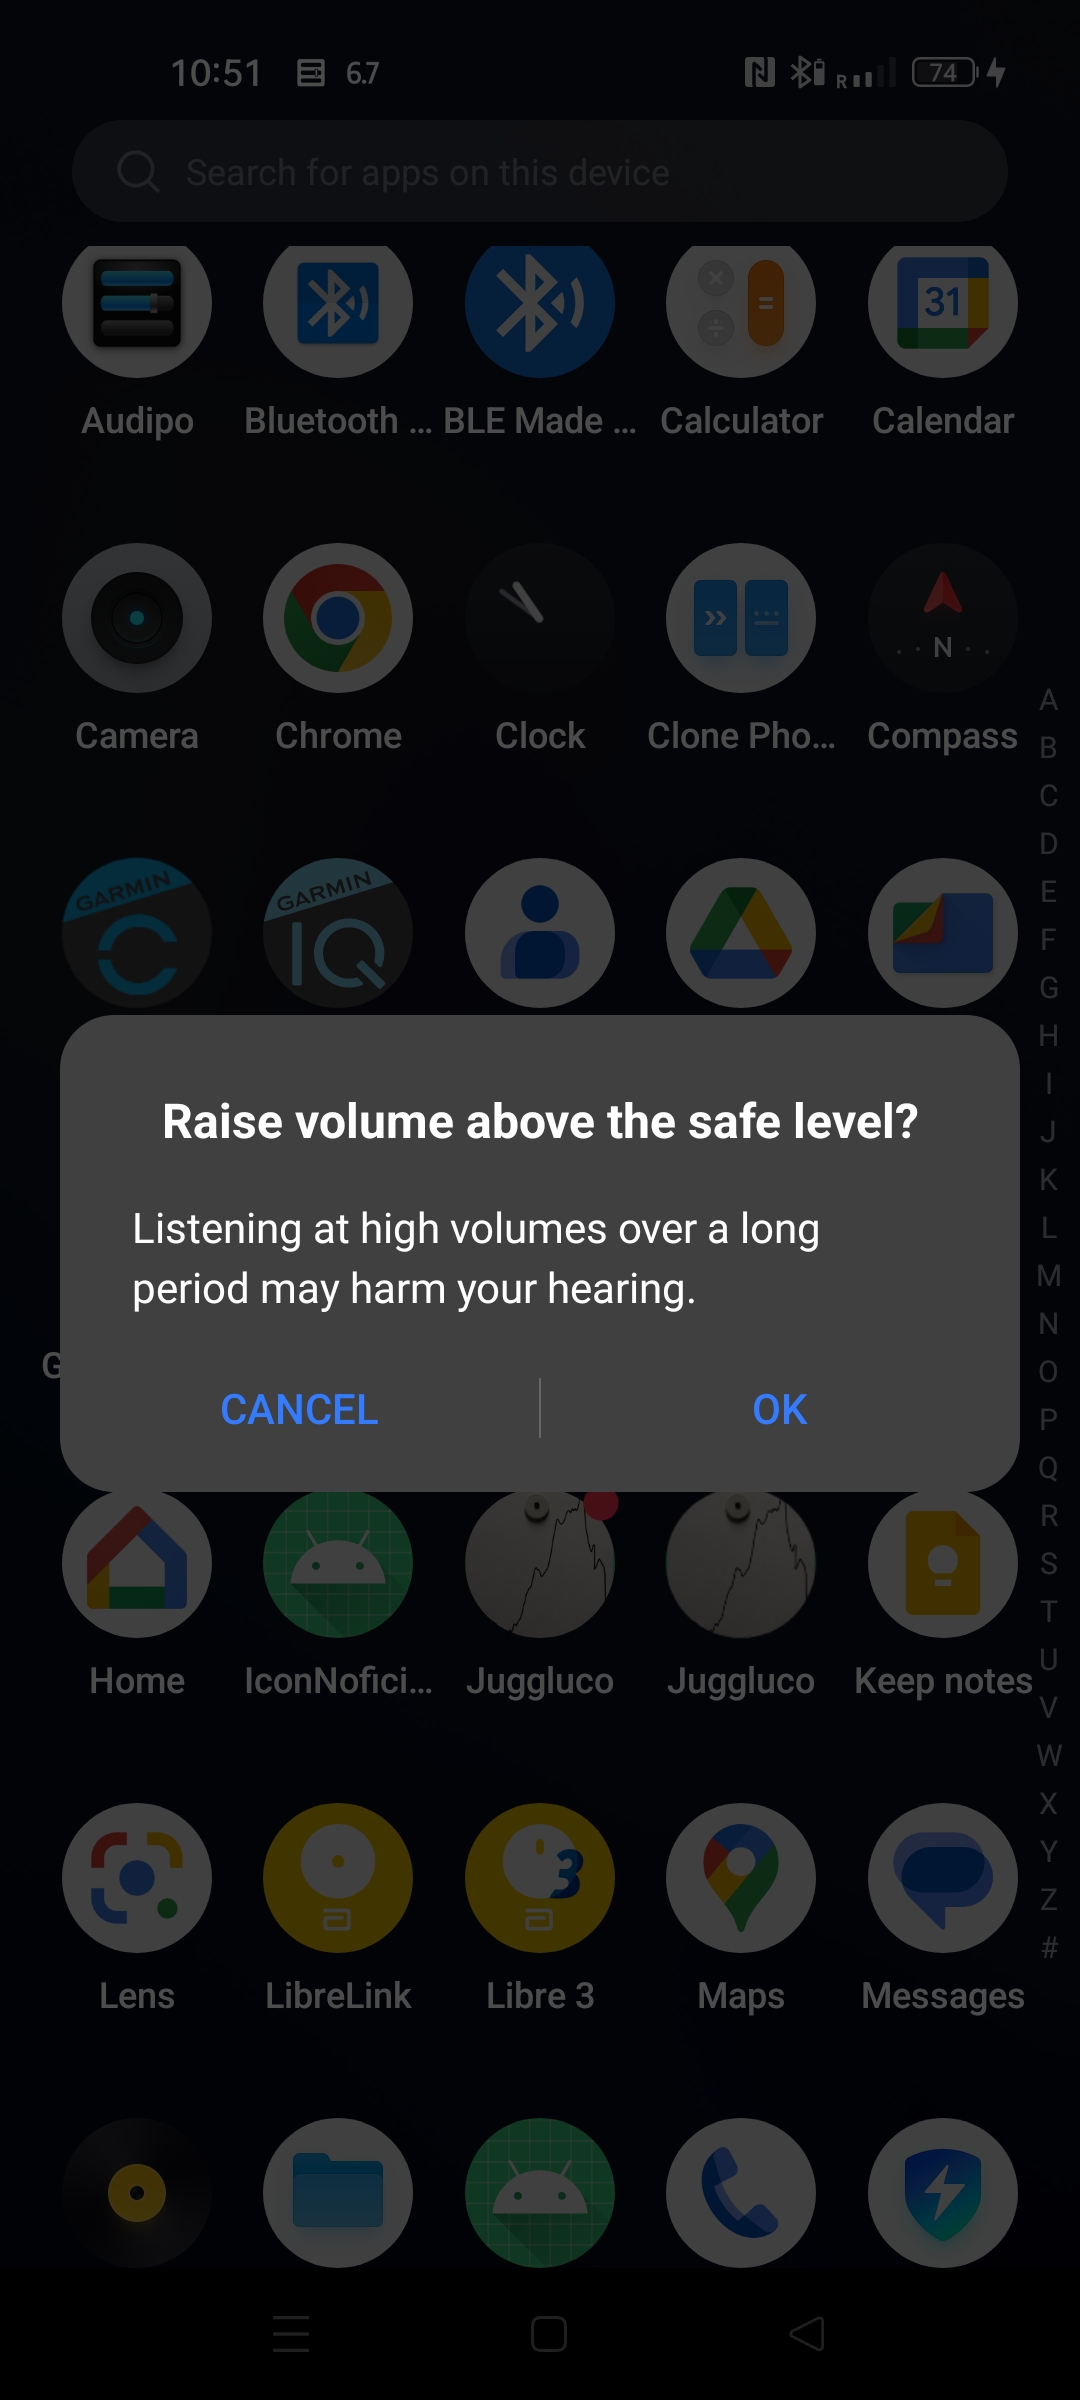 10:51 6.7 R 74
Search for apps on this device
31
Audipo Bluetooth ... BLE Made ... Calculator Calendar
N
Camera Chrome Clock Clone Pho... Compass
GARMIN GARMIN
IQ
A
B
C
D
E
F
G
H
I
J
K
L
M
N
O
P
Q
R
S
T
U
V
W
X
Y
Z
#
Raise volume above the safe level?
Listening at high volumes over a long
period may harm your hearing.
G
CANCEL OK
Home IconNofici... Juggluco Juggluco Keep notes
3
Lens LibreLink Libre 3 Maps Messages